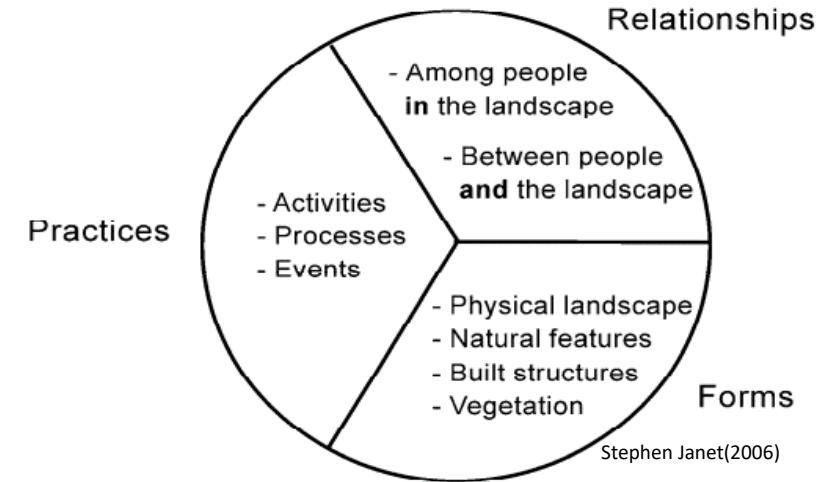 Relationships
- Among people
in the landscape
- Between people
and the landscape
Practices
- Activities
- Processes
- Events
- Physical landscape
- Natural features
- Built structures
- Vegetation
Forms
Stephen Janet(2006)